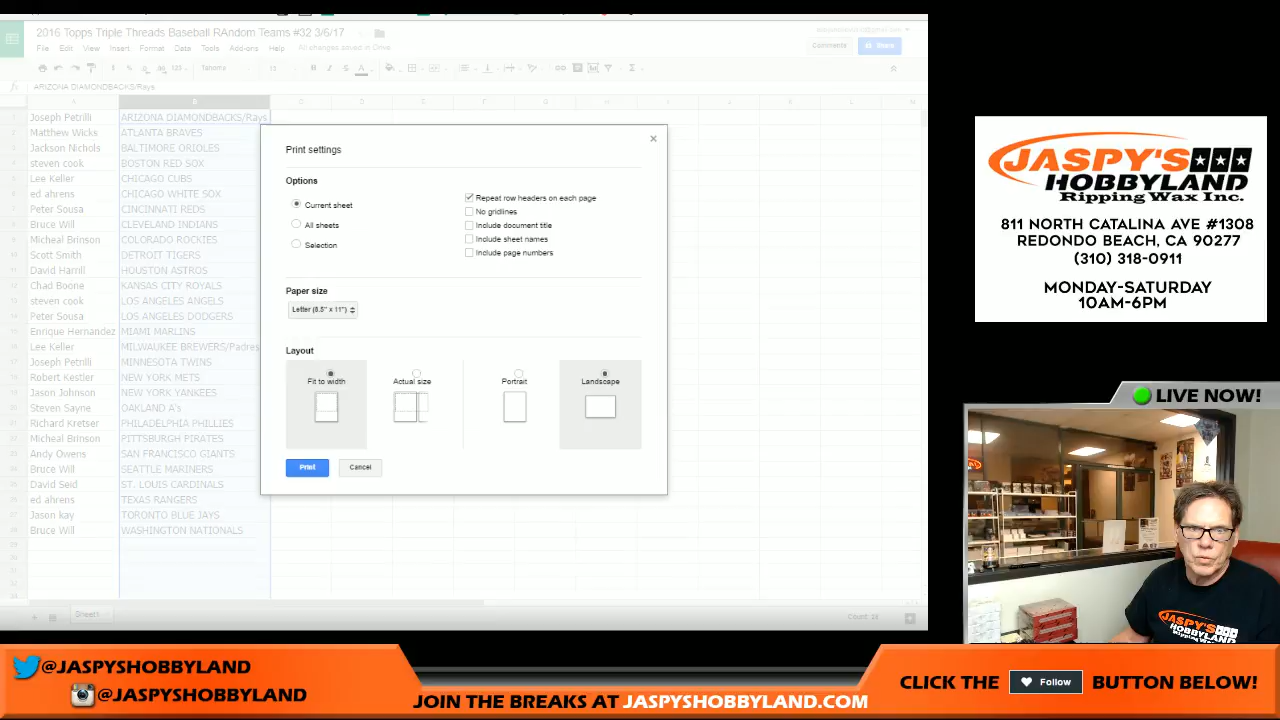 2016 Topps Triple Threads Baseball RAndom Teams #32 3/6/17
File Edit View Insert Format Data Tools Add-ons Help All changes saved in Drive
Comments Share
ARIZONA DIAMONDBACKS/Rays
Joseph Petrilli ARIZONA DIAMONDBACKS/Rays
Matthew Wicks ATLANTA BRAVES
Jackson Nichols BALTIMORE ORIOLES
steven cook BOSTON RED SOX
Lee Keller CHICAGO CUBS
ed ahrens CHICAGO WHITE SOX
Peter Sousa CINCINNATI REDS
Bruce Will CLEVELAND INDIANS
Micheal Brinson COLORADO ROCKIES
Scott Smith DETROIT TIGERS
David Harnll HOUSTON ASTROS
Chad Boone KANSAS CITY ROYALS
steven cook LOS ANGELES ANGELS
Peter Sousa LOS ANGELES DODGERS
Enrique Hernandez MIAMI MARLINS
Lee Keller MILWAUKEE BREWERS/Padres
Joseph Petrilli MINNESOTA TWINS
Robert Kestler NEW YORK METS
Jason Johnson NEW YORK YANKEES
Steven Sayne OAKLAND A's
Richard Kretser PHILADELPHIA PHILLIES
Micheal Brinson PITTSBURGH PIRATES
Andy Owens SAN FRANCISCO GIANTS
Bruce Will SEATTLE MARINERS
David Seid ST. LOUIS CARDINALS
ed ahrens TEXAS RANGERS
Jason kay TORONTO BLUE JAYS
Bruce Will WASHINGTON NATIONALS
Sheet1
Print settings
Options
Current sheet
All sheets
Selection
Repeat row headers on each page
No gridlines
Include document title
Include sheet names
Include page numbers
Paper size
Letter (8.5" x 11")
Layout
Fit to width Actual size Portrait Landscape
Print Cancel
JASPY'S
HOBBYLAND
Ripping Wax Inc.
811 NORTH CATALINA AVE #1308
REDONDO BEACH, CA 90277
(310) 318-0911
MONDAY-SATURDAY
10AM-6PM
LIVE NOW!
JASPY'S
HOBBYLAND
@JASPYSHOBBYLAND
@JASPYSHOBBYLAND
JOIN THE BREAKS AT JASPYSHOBBYLAND.COM
CLICK THE Follow BUTTON BELOW!